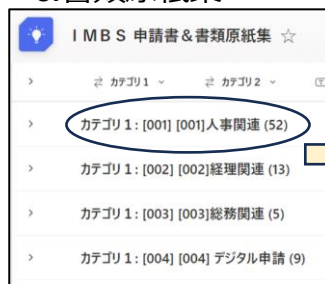 ＩＭＢＳ 申請書＆書類原紙集 ☆
カテゴリ 1 カテゴリ 2
カテゴリ 1 : [001] [001]人事関連 (52)
カテゴリ 1 : [002] [002]経理関連 (13)
カテゴリ 1 : [003] [003]総務関連 (5)
カテゴリ 1 : [004] [004] デジタル申請 (9)